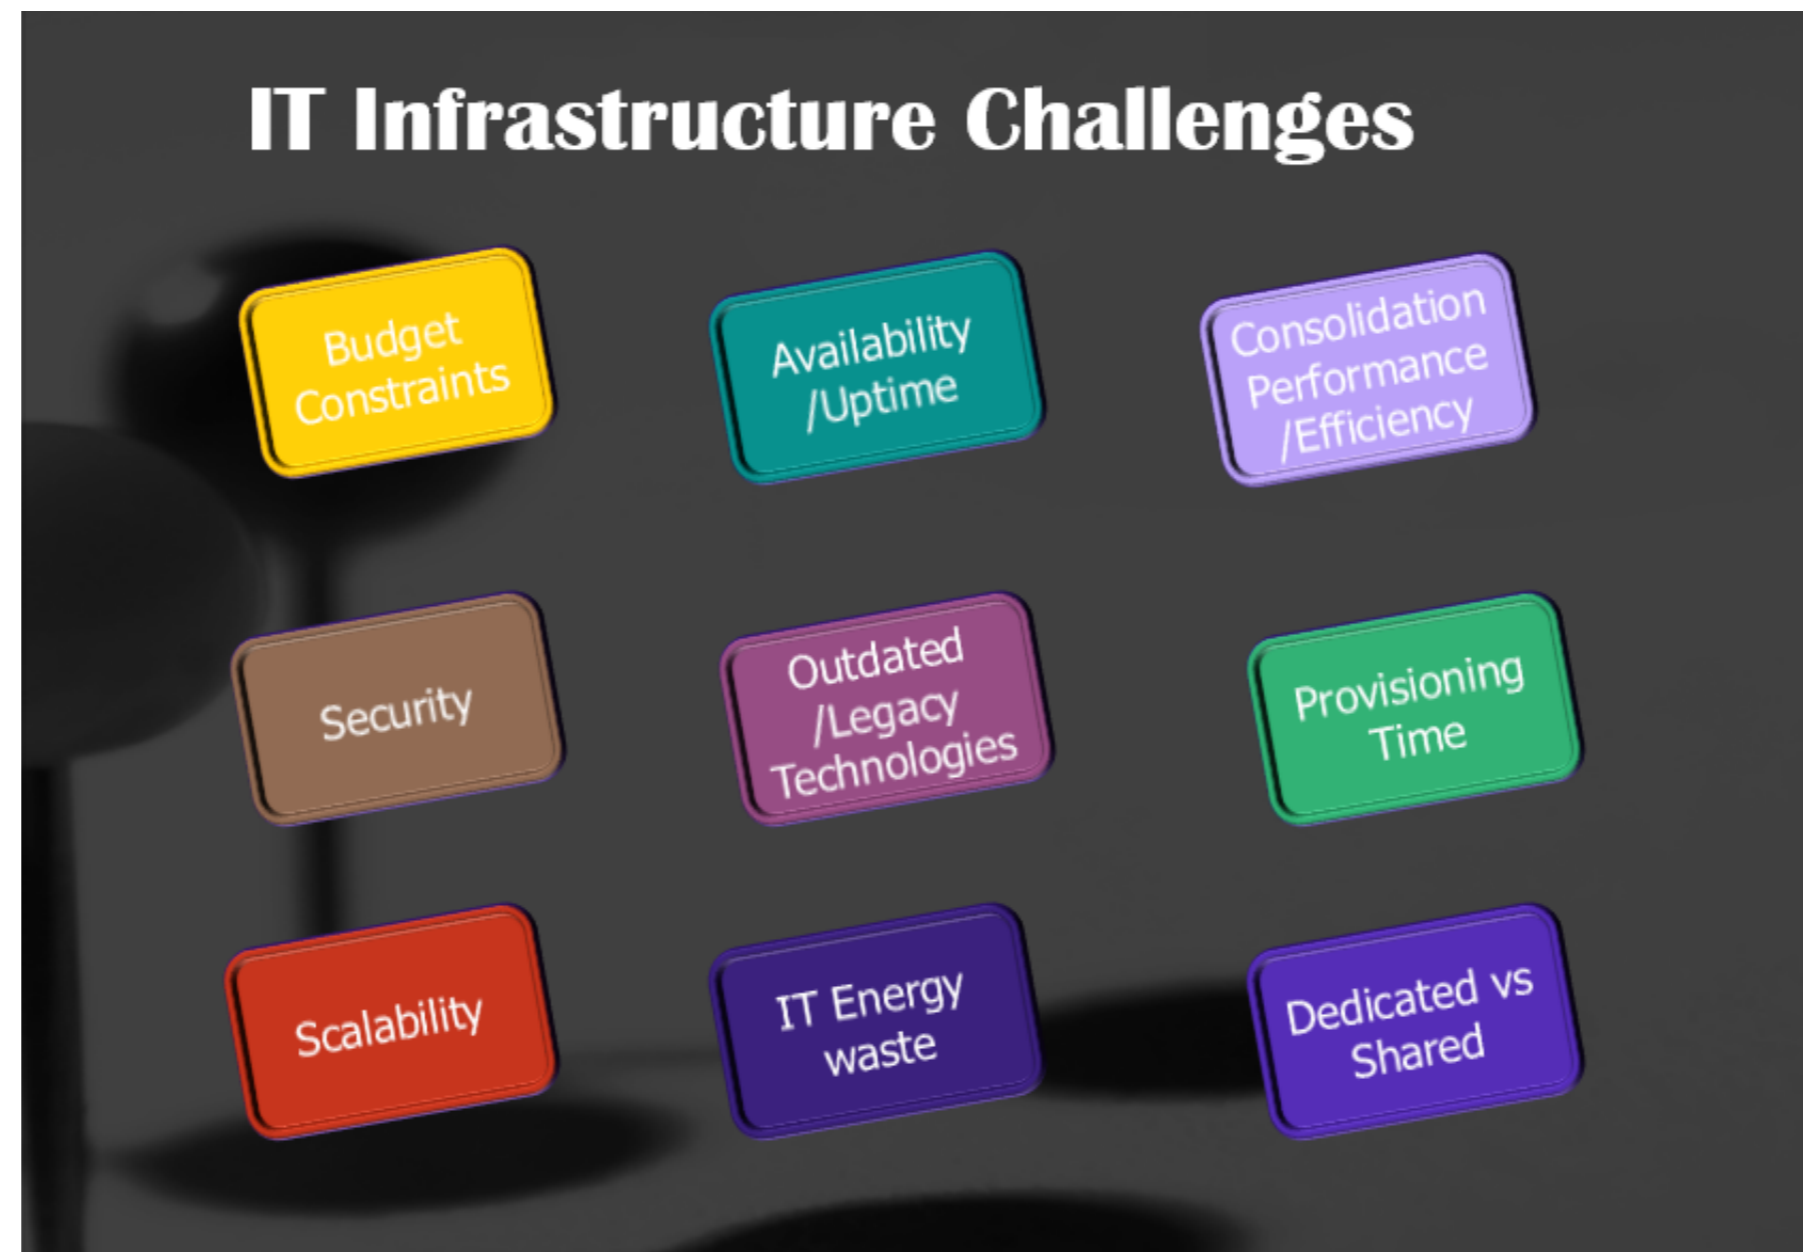 IT Infrastructure Challenges
Budget
Constraints
Availability
/Uptime
Consolidation
Performance
/Efficiency
Security
Outdated
/Legacy
Technologies
Provisioning
Time
Scalability
IT Energy
waste
Dedicated vs
Shared